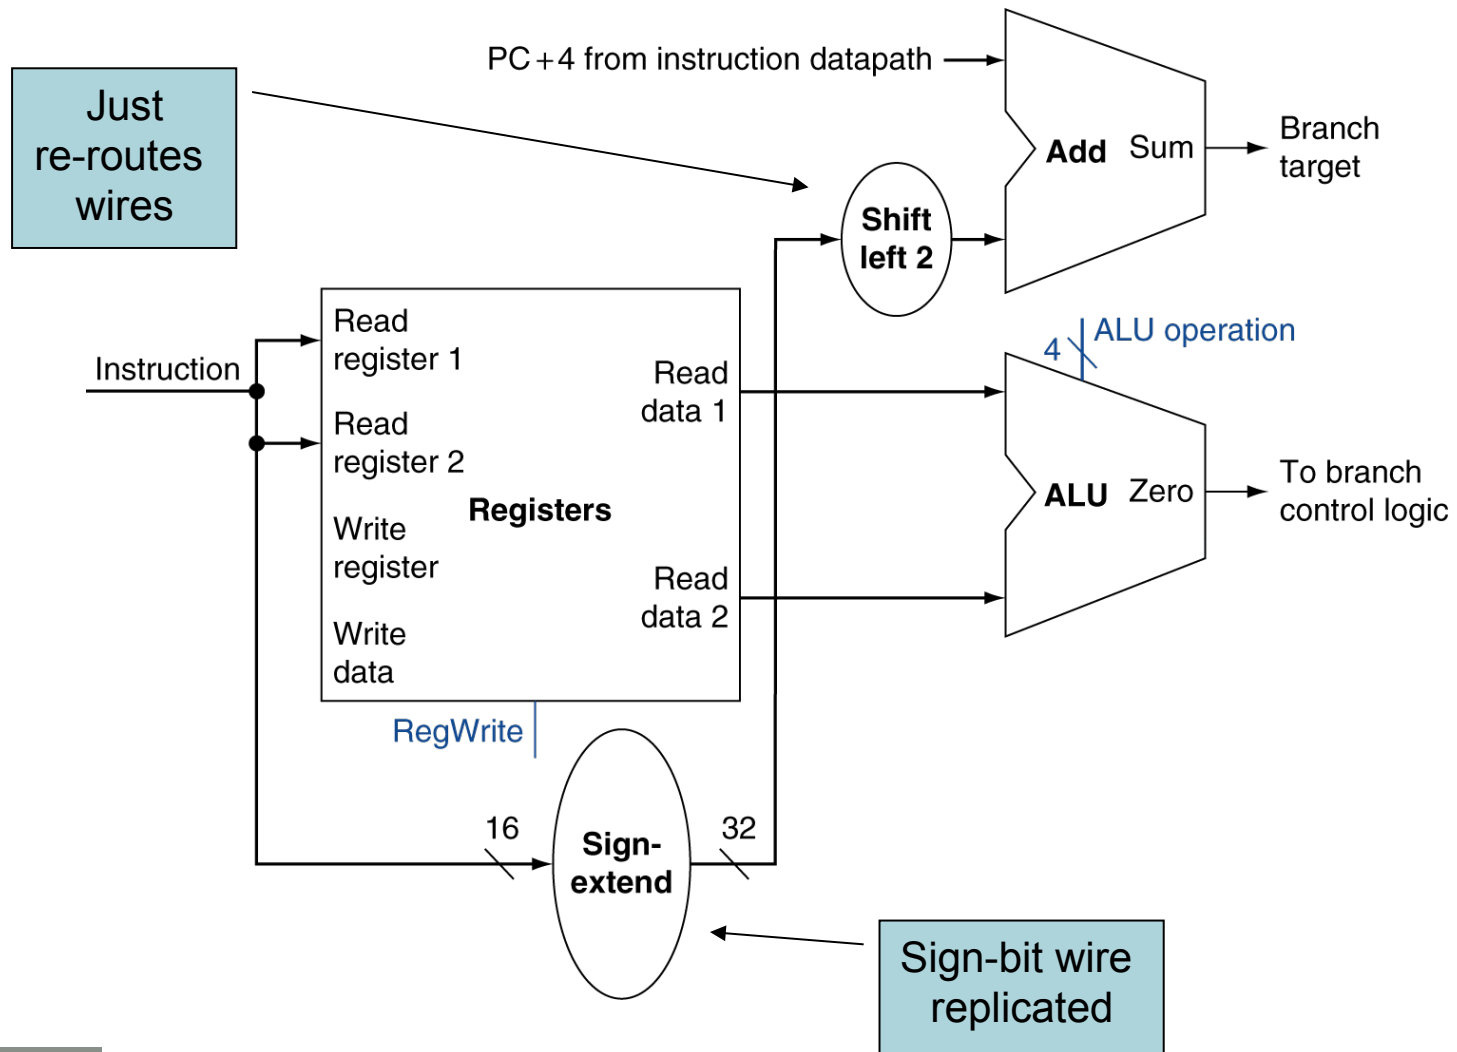 PC+4 from instruction datapath
Just
re-routes
wires
Add Sum
Branch
target
Shift
left 2
Instruction
Read
register 1
Read
register 2
Write
register
Write
data
Registers
Read
data 1
Read
data 2
RegWrite
4
ALU operation
ALU Zero
To branch
control logic
16
Sign-
extend
32
Sign-bit wire
replicated